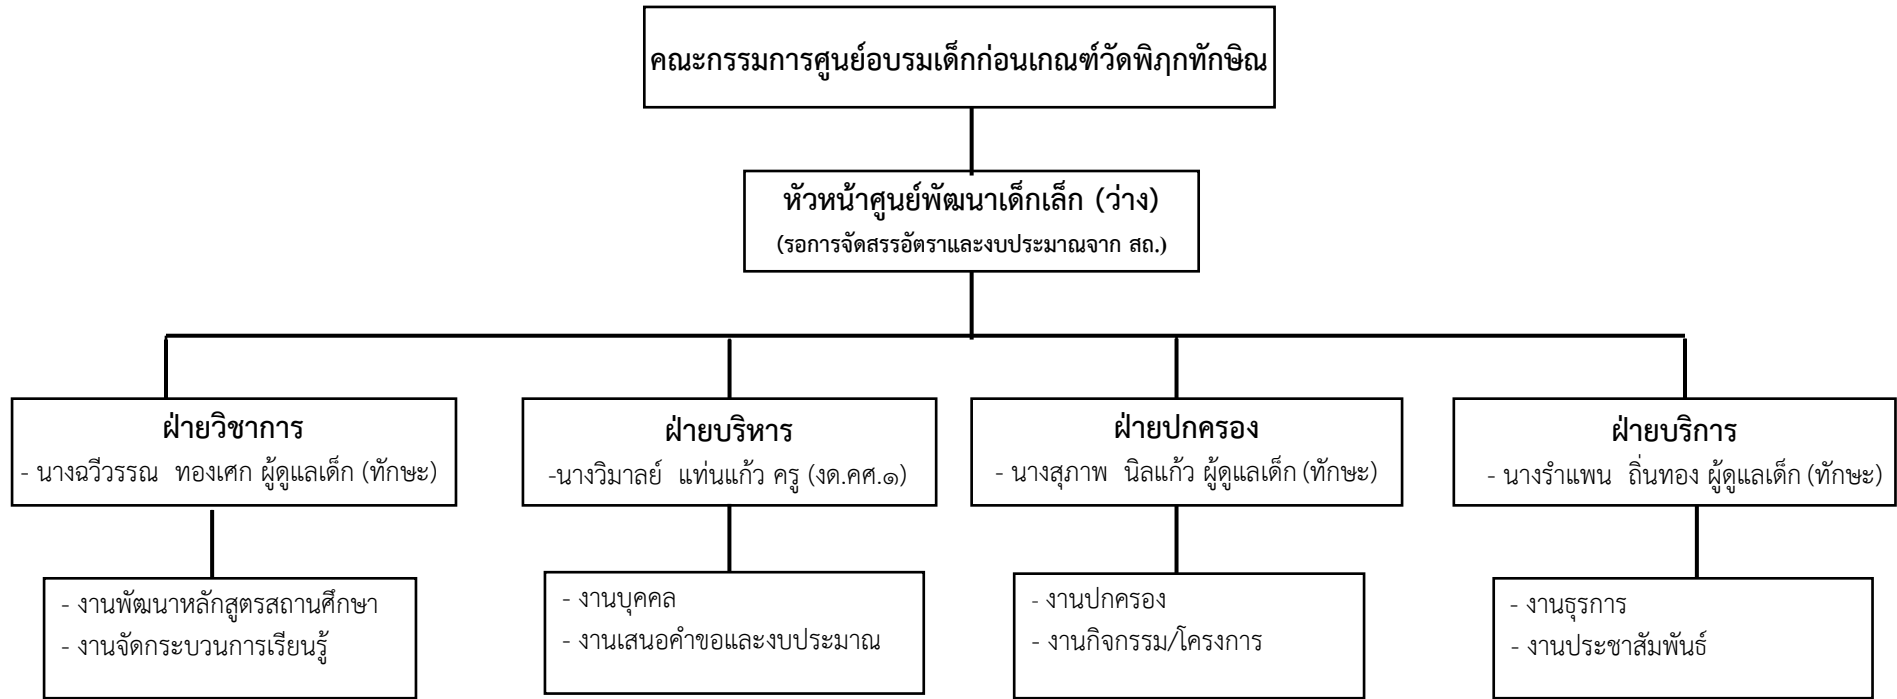 คณะกรรมการศูนย์อบรมเด็กก่อนเกณฑ์วัดพิภุกทักษิณ
หัวหน้าศูนย์พัฒนาเด็กเล็ก (ว่าง)
(รอการจัดสรรอัตราและงบประมาณจาก สถ.)
ฝ่ายวิชาการ
- นางฉวีวรรณ ทองเศก ผู้ดูแลเด็ก (ทักษะ)
- งานพัฒนาหลักสูตรสถานศึกษา
- งานจัดกระบวนการเรียนรู้
ฝ่ายบริหาร
-นางวิมาลย์ แท่นแก้ว ครู (งด.คศ.๑)
- งานบุคคล
- งานเสนอคำขอและงบประมาณ
ฝ่ายปกครอง
- นางสุภาพ นิลแก้ว ผู้ดูแลเด็ก (ทักษะ)
- งานปกครอง
- งานกิจกรรม/โครงการ
ฝ่ายบริการ
- นางรำแพน ถิ่นทอง ผู้ดูแลเด็ก (ทักษะ)
- งานธุรการ
- งานประชาสัมพันธ์